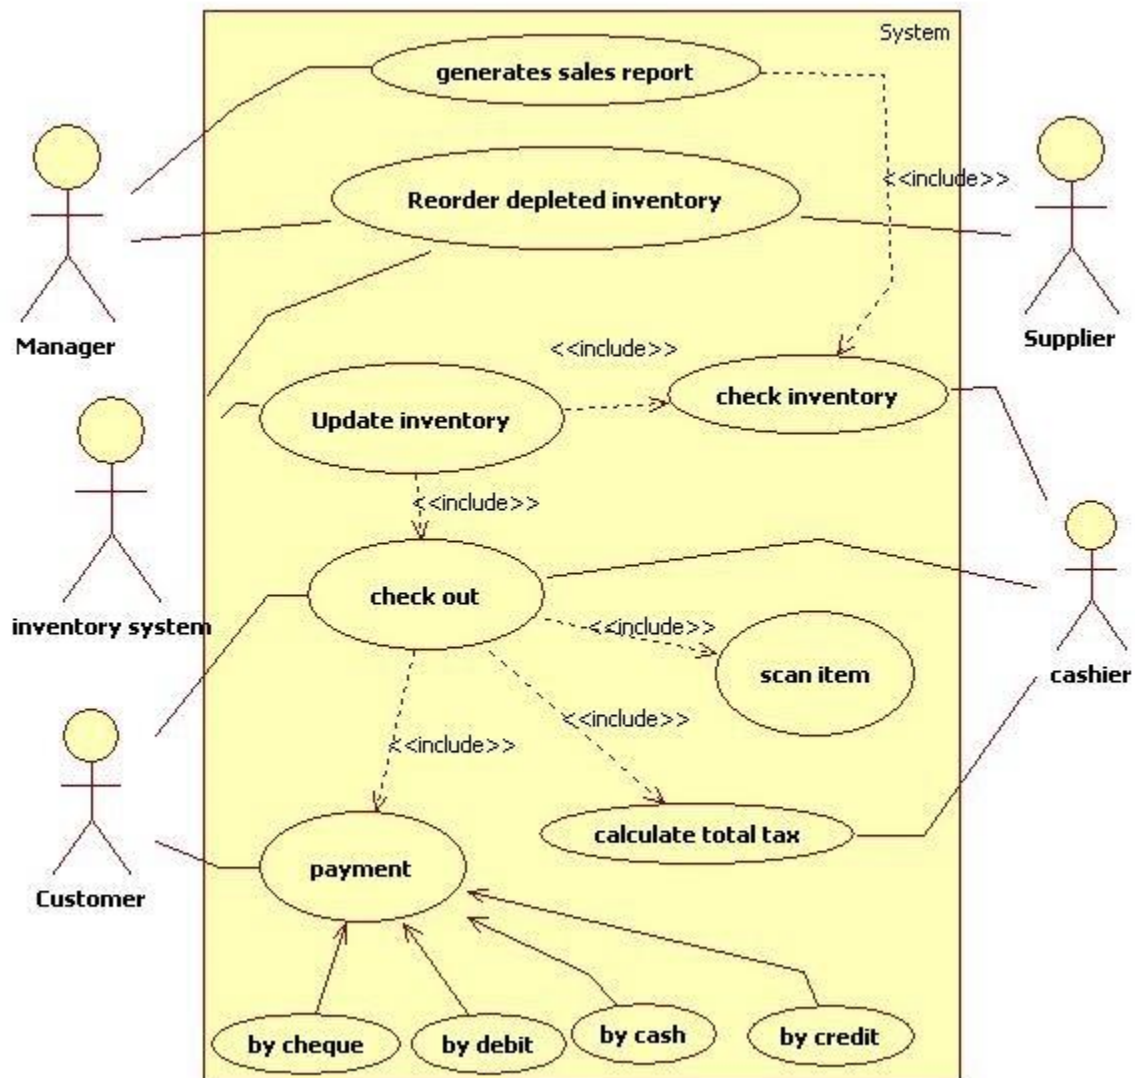 System
generates sales report
<<include>>
Reorder depleted inventory
Manager
Supplier
<<include>>
check inventory
Update inventory
<<include>>
check out
inventory system
<<include>>
scan item
cashier
<<include>>
<<include>>
calculate total tax
payment
Customer
by cheque
by debit
by cash
by credit